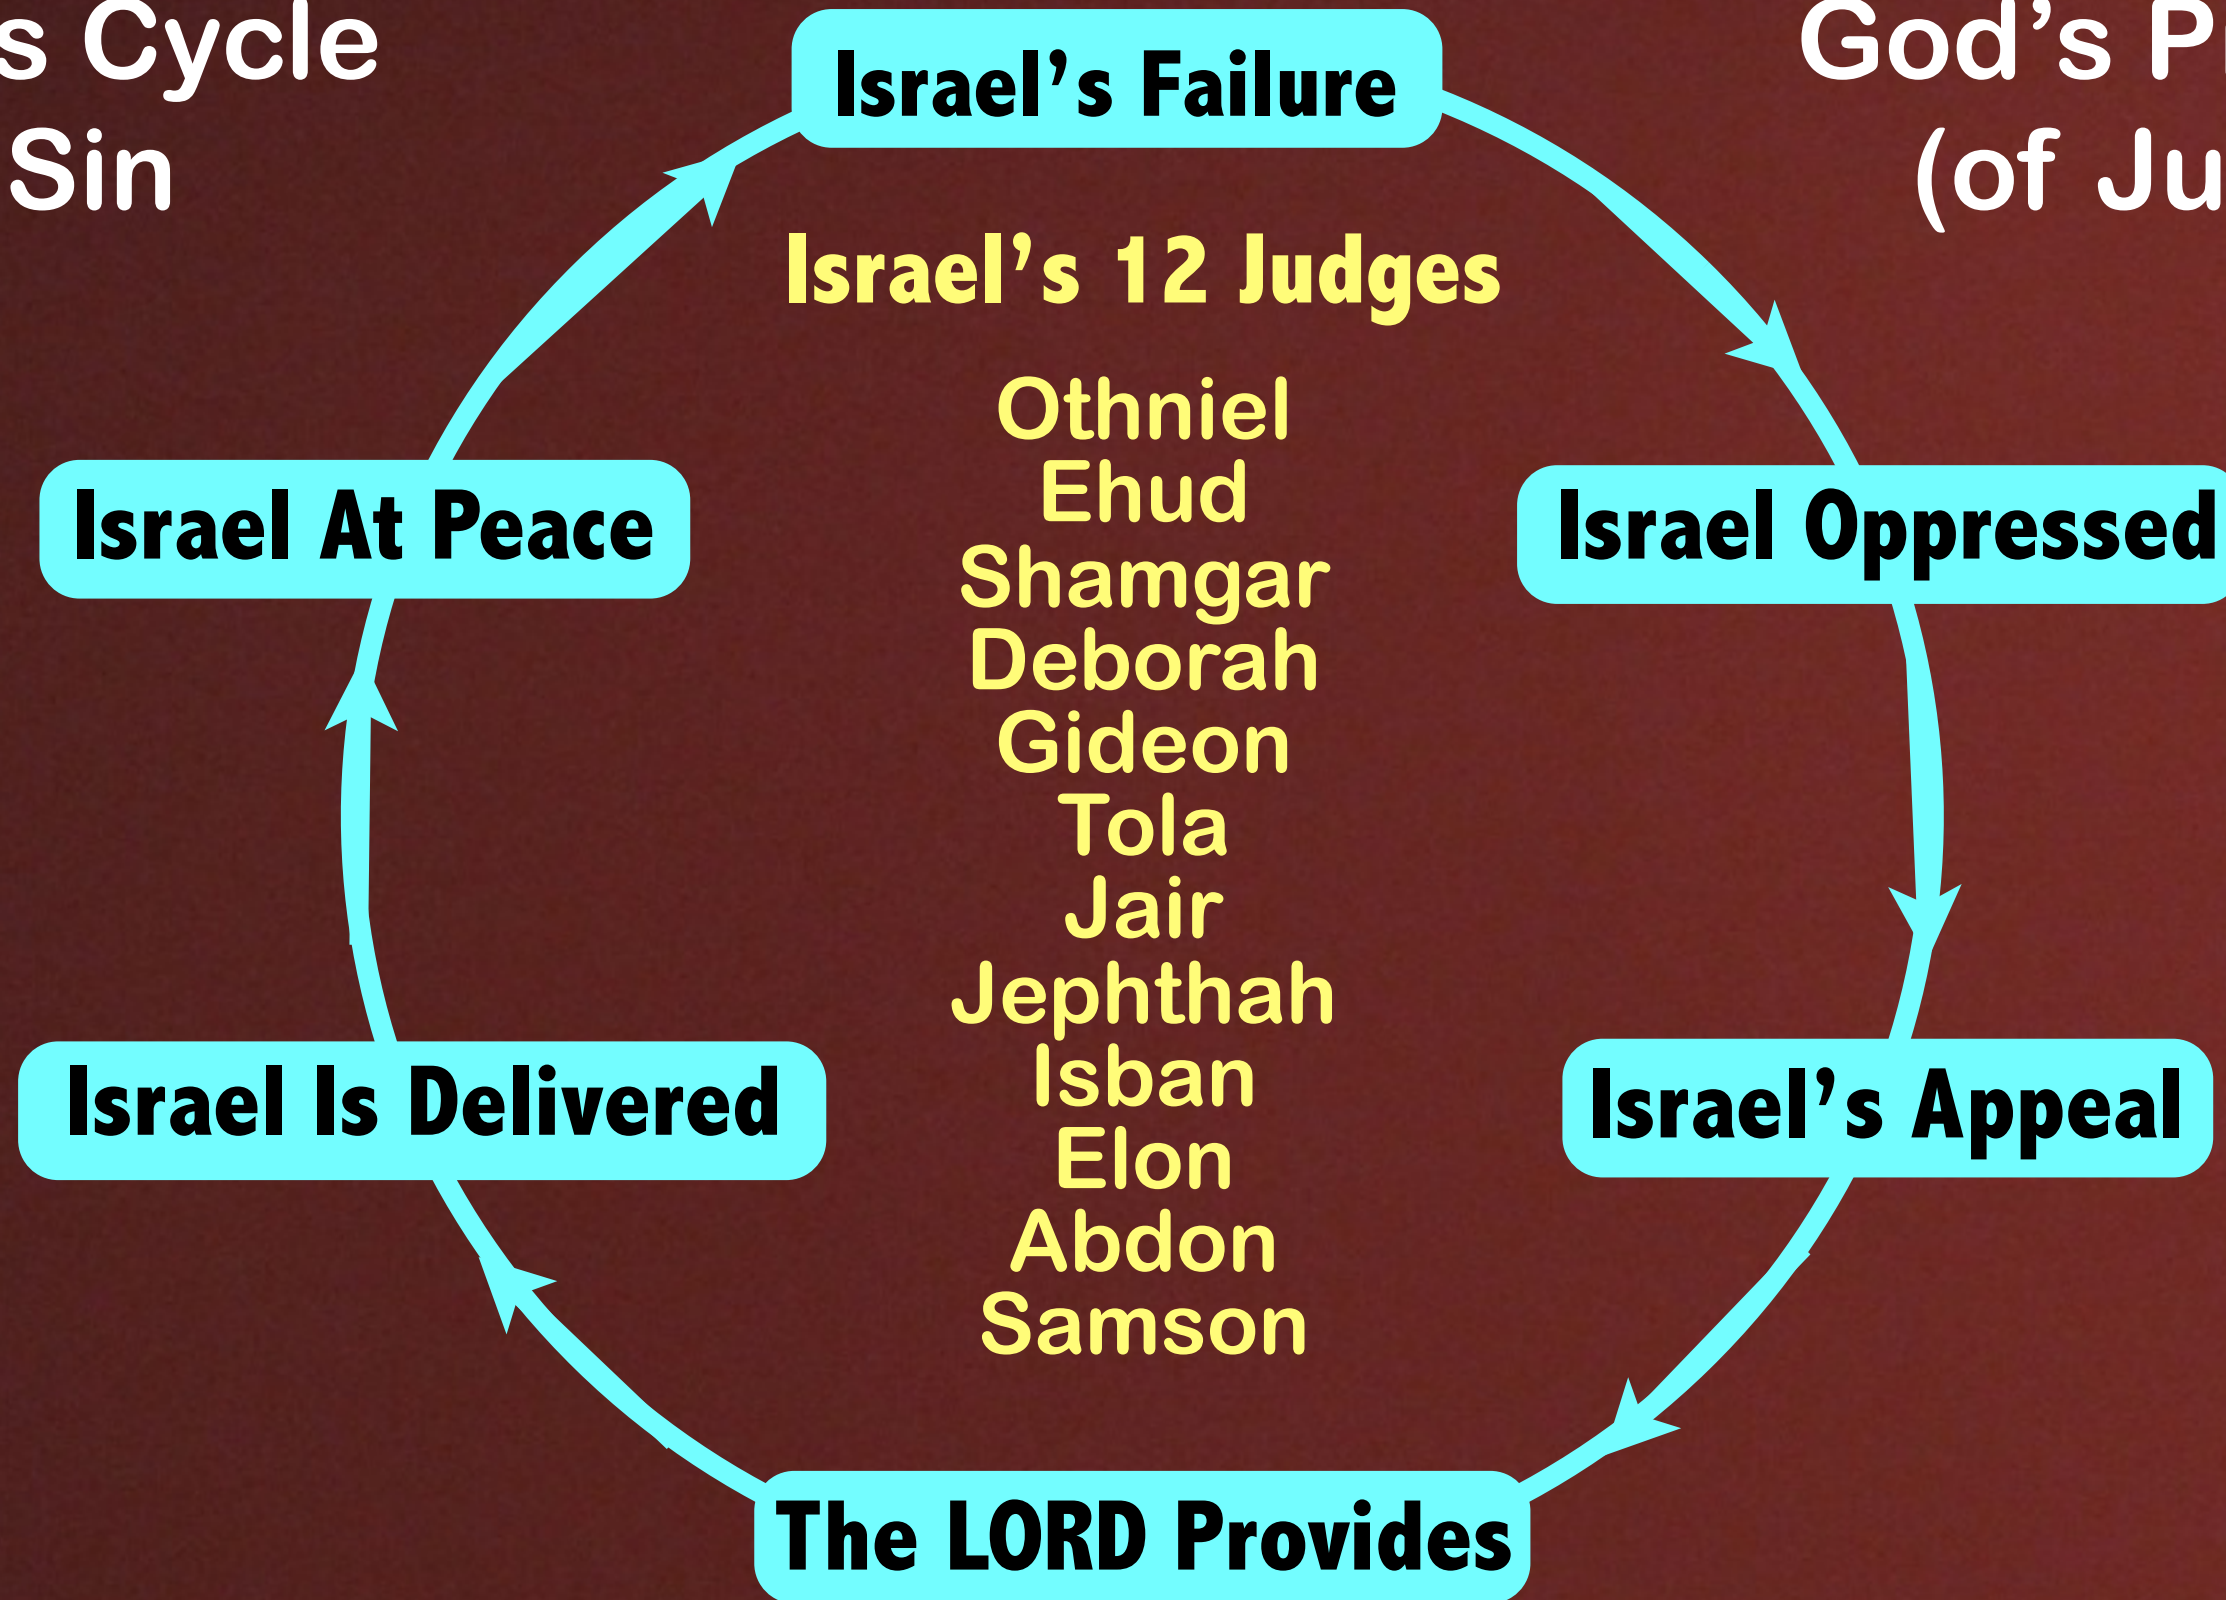 s Cycle
Sin
God's P
(of Ju
Israel's Failure
Israel's 12 Judges
Othniel
Ehud
Shamgar
Deborah
Gideon
Tola
Jair
Jephthah
Isban
Elon
Abdon
Samson
Israel At Peace
Israel Oppressed
Israel Is Delivered
Israel's Appeal
The LORD Provides